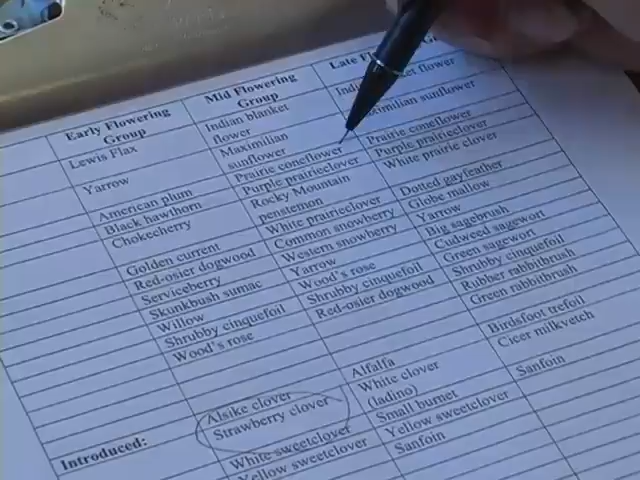 Early Flowering
Group
Lewis Flax
Yarrow
American plum
Black hawthorn
Chokecherry
Golden current
Red-osier dogwood
Serviceberry
Skunkbush sumac
Willow
Shrubby cinquefoil
Wood's rose
Introduced:
Alsike clover
Strawberry clover
White sweetclover
Yellow sweetclover
Mid Flowering
Group
Indian blanket
flower
Maximilian
sunflower
Prairie coneflower
Purple prairieclover
Rocky Mountain
penstemon
White prairieclover
Common snowberry
Western snowberry
Yarrow
Wood's rose
Shrubby cinquefoil
Red-osier dogwood
Alfalfa
White clover
(ladino)
Small burnet
Yellow sweetclover
Sanfoin
Late
flower
sunflower
Prairie coneflower
Purple prairieclover
White prairie clover
Dotted gayfeather
Globe mallow
Yarrow
Big sagebrush
Cudweed sagewort
Green sagewort
Shrubby cinquefoil
Rubber rabbitbrush
Green rabbitbrush
Birdsfoot trefoil
Cicer milkvetch
Sanfoin